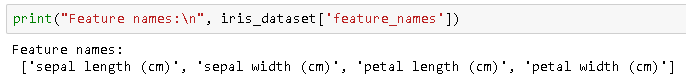 print("Feature names:\n", iris_dataset['feature_names'])
Feature names:
 ['sepal length (cm)', 'sepal width (cm)', 'petal length (cm)', 'petal width (cm)']